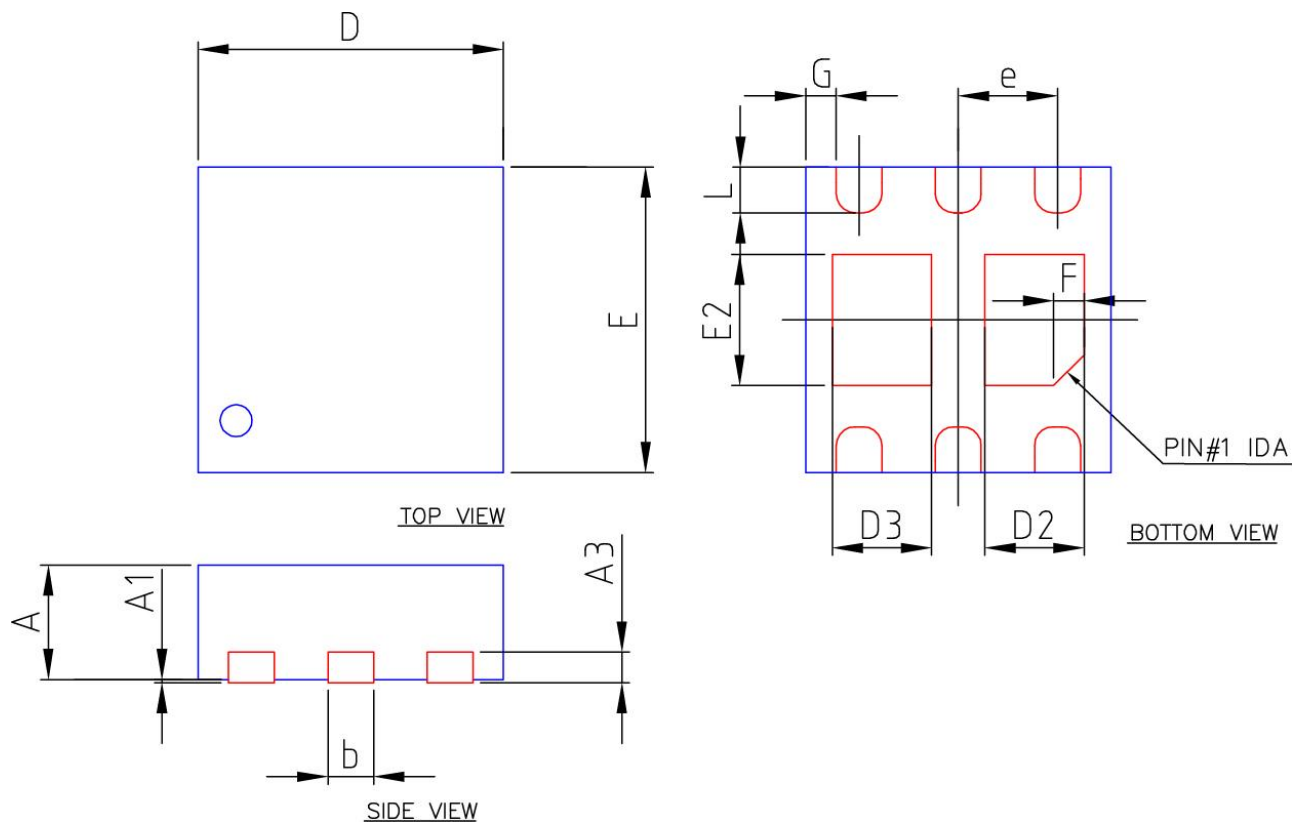 D
G
e
L
E
E2
F
PIN#1 IDA
D3
D2
TOP VIEW
BOTTOM VIEW
A
A1
A3
b
SIDE VIEW